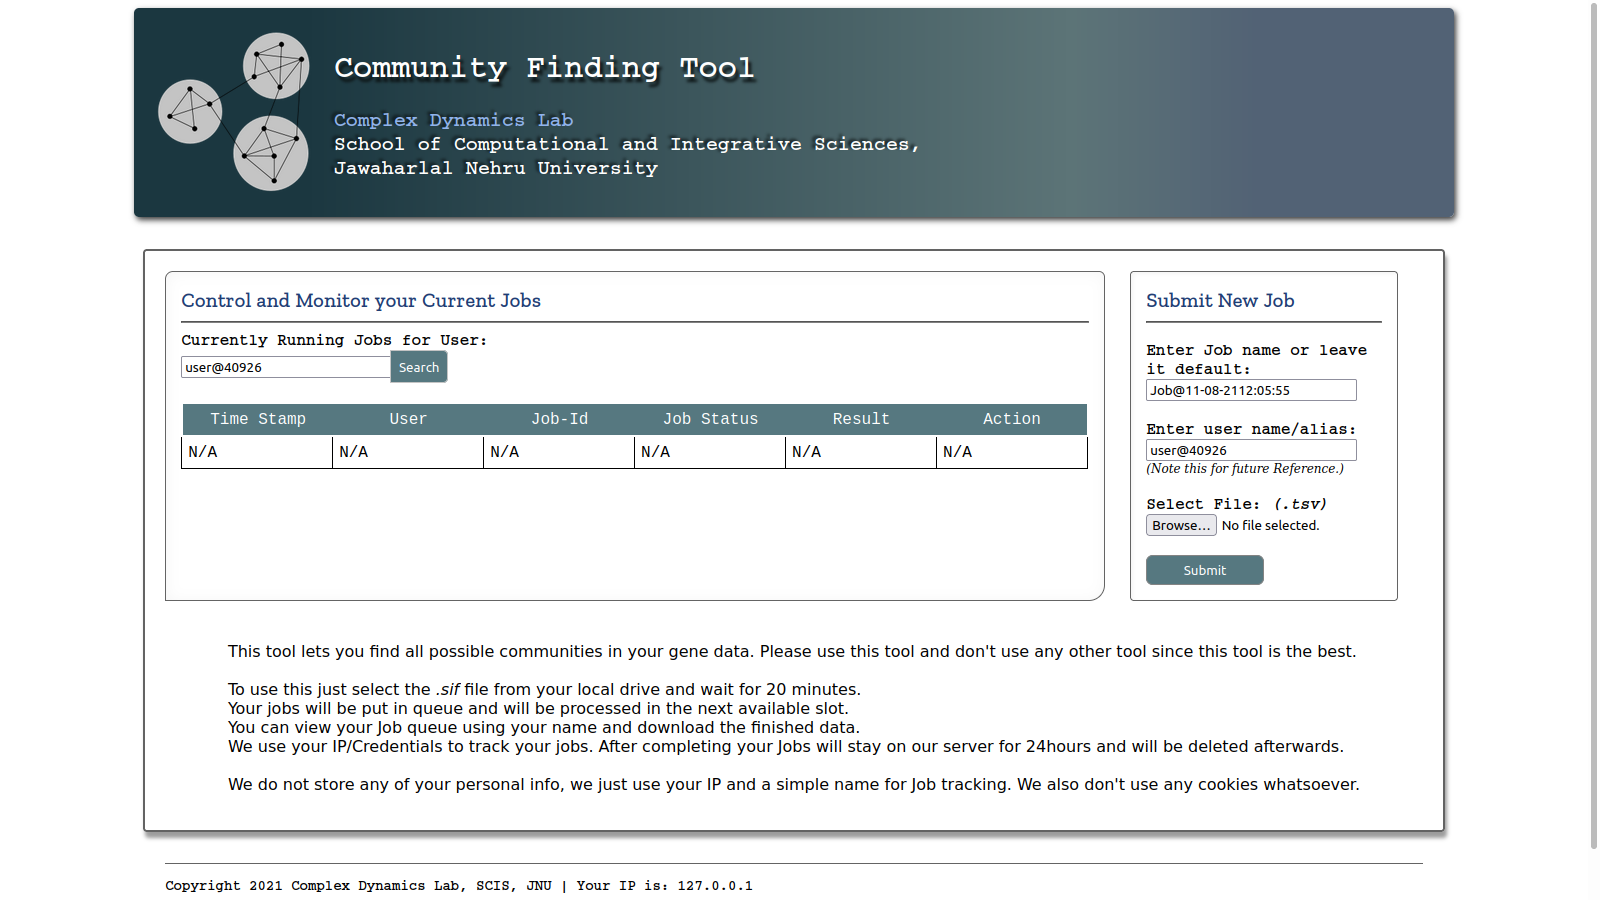 Community Finding Tool
Complex Dynamics Lab
School of Computational and Integrative Sciences,
Jawaharlal Nehru University
Control and Monitor your Current Jobs
Currently Running Jobs for User:
user@40926 Search
Time Stamp User Job-Id Job Status Result Action
N/A N/A N/A N/A N/A N/A
Submit New Job
Enter Job name or leave
it default:
Job@11-08-2112:05:55
Enter user name/alias:
user@40926
(Note this for future Reference.)
Select File: (.tsv)
Browse... No file selected.
Submit
This tool lets you find all possible communities in your gene data. Please use this tool and don't use any other tool since this tool is the best.
To use this just select the .sif file from your local drive and wait for 20 minutes.
Your jobs will be put in queue and will be processed in the next available slot.
You can view your Job queue using your name and download the finished data.
We use your IP/Credentials to track your jobs. After completing your Jobs will stay on our server for 24hours and will be deleted afterwards.
We do not store any of your personal info, we just use your IP and a simple name for Job tracking. We also don't use any cookies whatsoever.
Copyright 2021 Complex Dynamics Lab, SCIS, JNU | Your IP is: 127.0.0.1